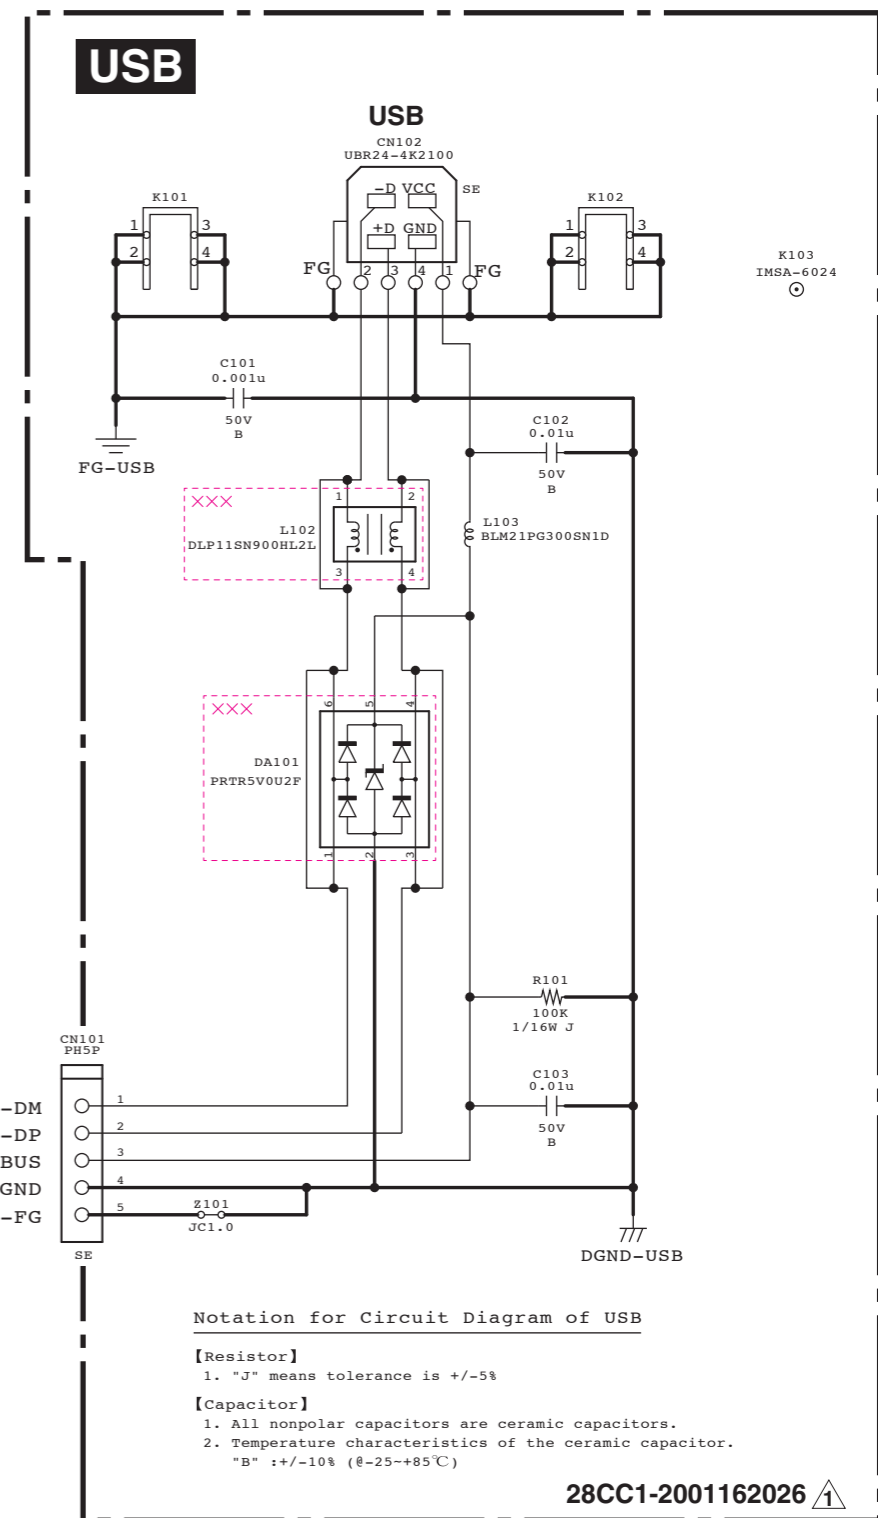 USB
USB
CN102
UBR24-4K2100
-D VCC
SE
+D GND
K101
1 3
2 4
K102
1 3
2 4
K103
IMSA-6024
FG 2 3 4 1 FG
C101
0.001u
50V
B
FG-USB
C102
0.01u
50V
B
×××
1 2
L102
DLP11SN900HL2L
3 4
L103
BLM21PG300SN1D
×××
6 5 4
DA101
PRTR5V0U2F
1 2 3
R101
100K
1/16W J
CN101
PH5P
C103
0.01u
50V
B
-DM 1
-DP 2
BUS 3
GND 4
-FG 5
Z101
JC1.0
SE
DGND-USB
Notation for Circuit Diagram of USB
【Resistor】
1. "J" means tolerance is +/-5%
【Capacitor】
1. All nonpolar capacitors are ceramic capacitors.
2. Temperature characteristics of the ceramic capacitor.
"B" :+/-10% (@-25~+85℃)
28CC1-2001162026 1